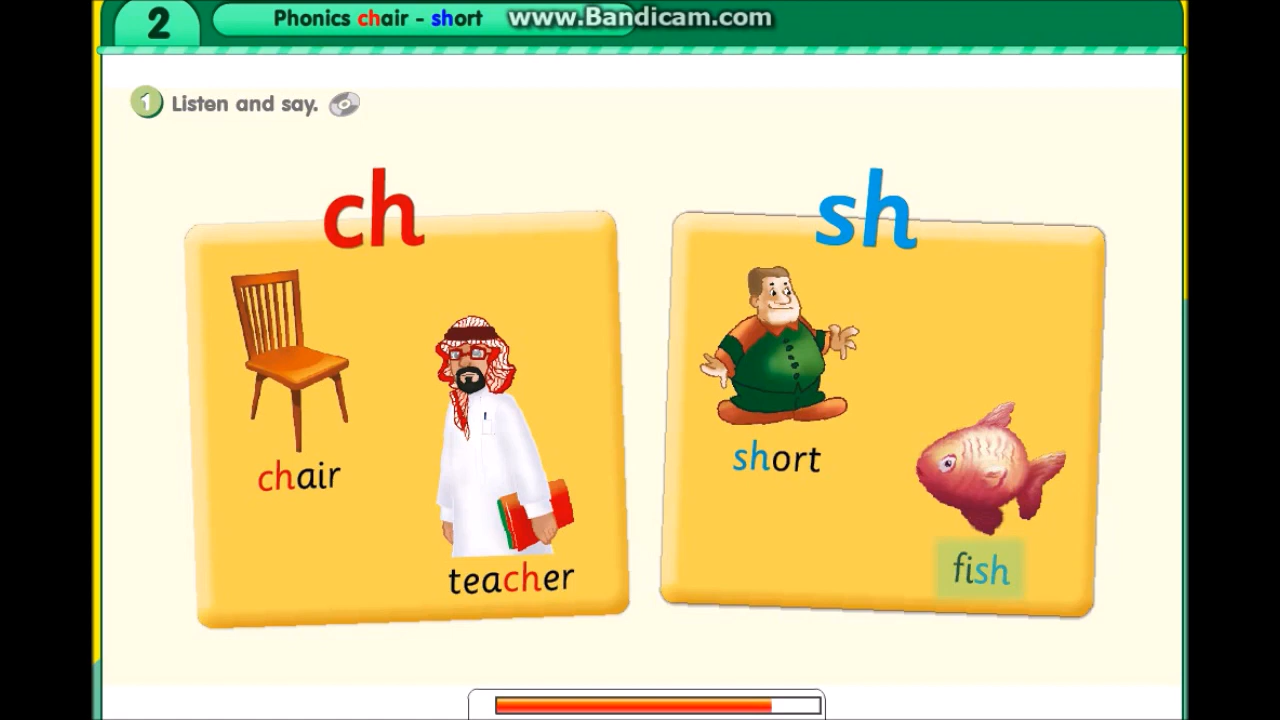 2
Phonics chair - short
www.Bandicam.com
1 Listen and say.
ch
chair
teacher
sh
short
fish